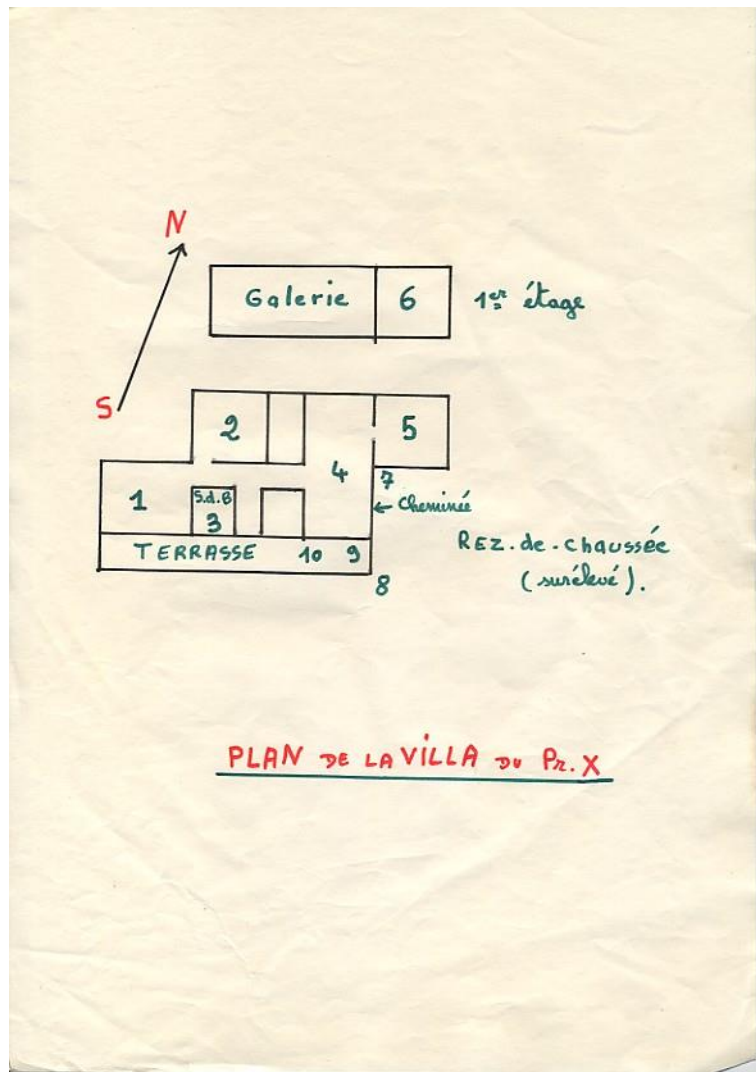 N
Galerie 6 1er étage
S
2 5
4 7
1 S.d.B ← Cheminée
3
TERRASSE 10 9 REZ.de.chaussée
8 (surélevé).
PLAN DE LA VILLA DU Pr. X